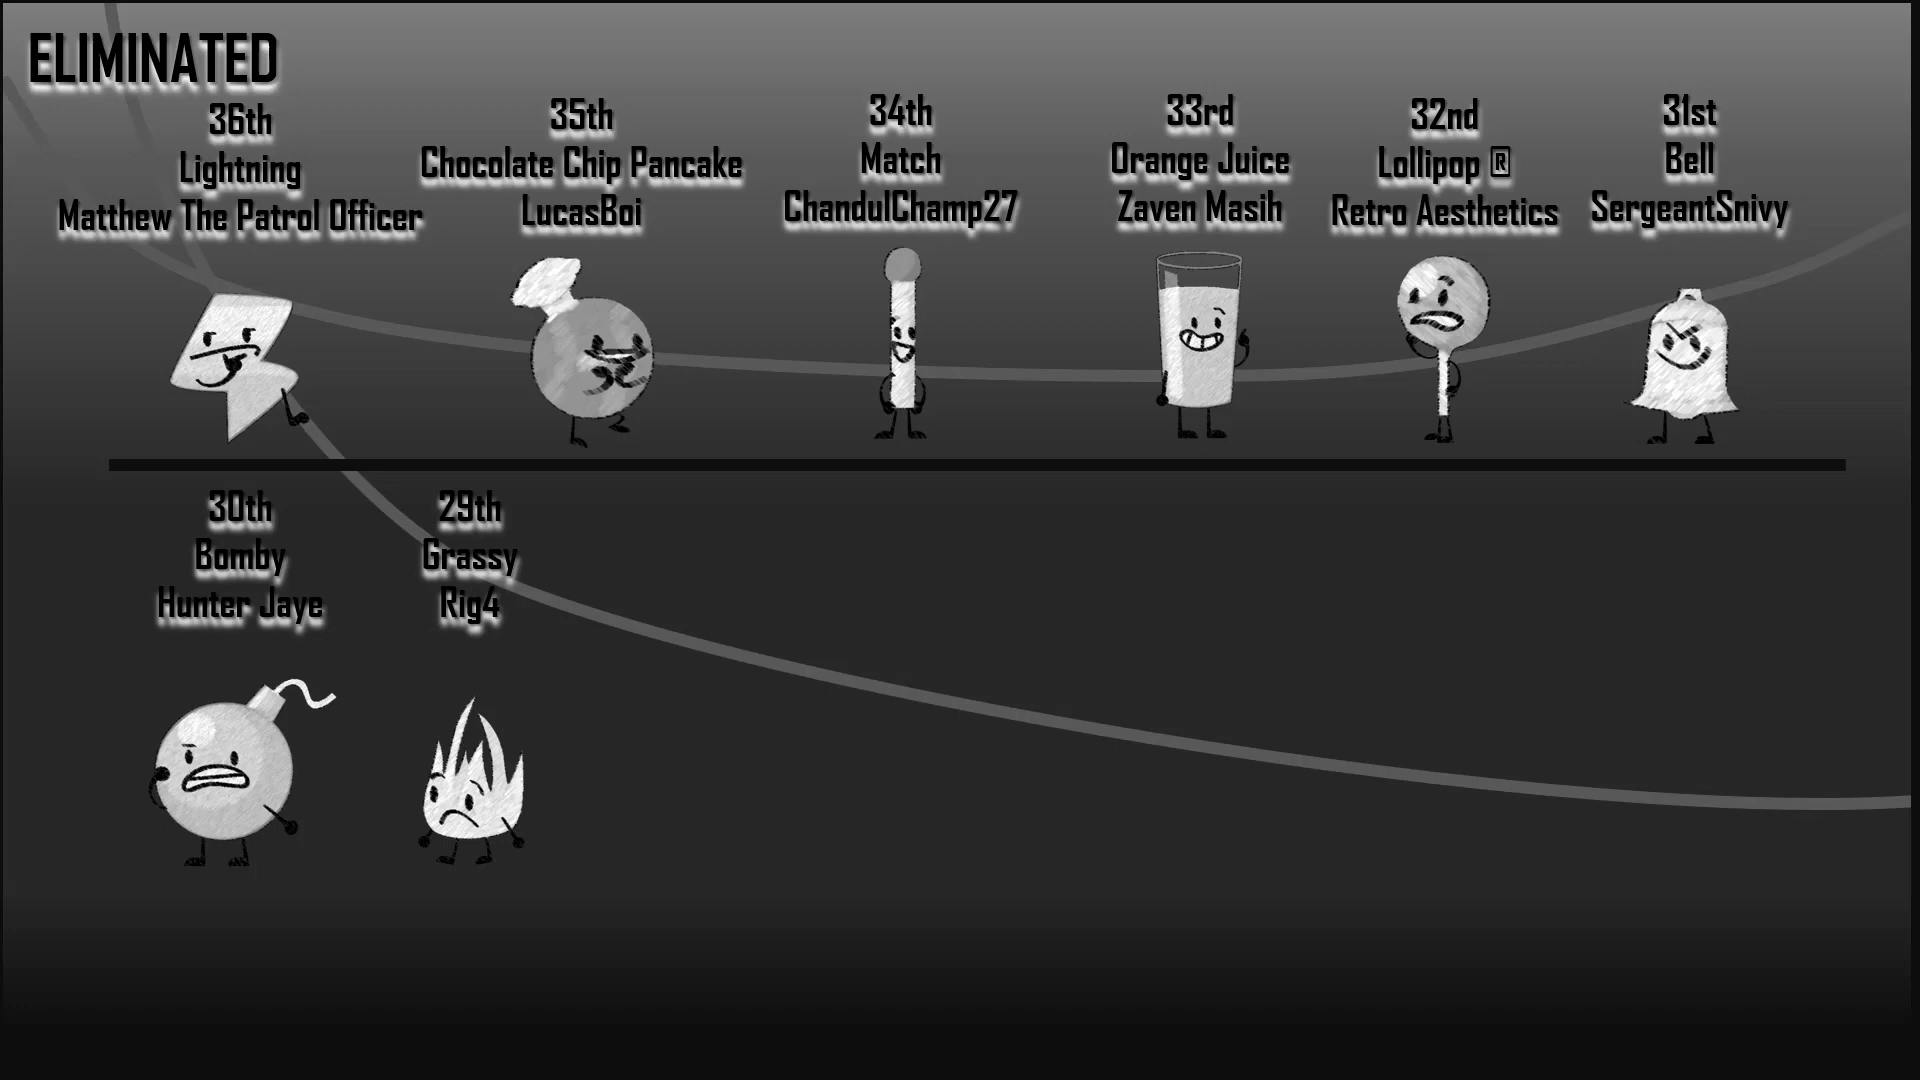 ELIMINATED
36th
Lightning
Matthew The Patrol Officer
35th
Chocolate Chip Pancake
LucasBoi
34th
Match
ChandulChamp27
33rd
Orange Juice
Zaven Masih
32nd
Lollipop ®
Retro Aesthetics
31st
Bell
SergeantSnivy
30th
Bomby
Hunter Jaye
29th
Grassy
Rig4